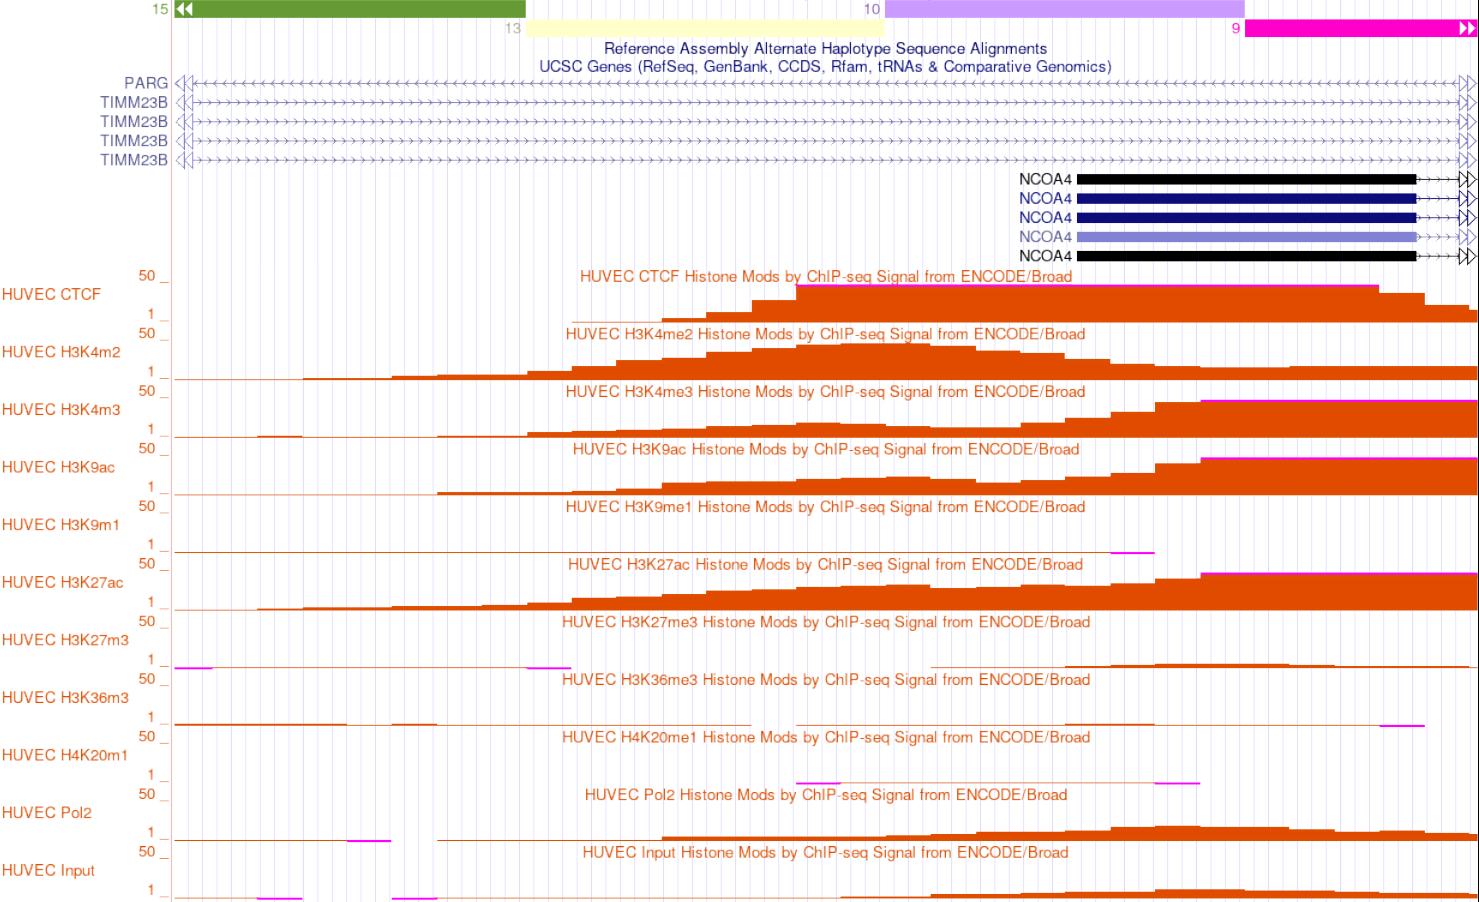 15
10
13
9
Reference Assembly Alternate Haplotype Sequence Alignments
UCSC Genes (RefSeq, GenBank, CCDS, Rfam, tRNAs & Comparative Genomics)
PARG
TIMM23B
TIMM23B
TIMM23B
TIMM23B
NCOA4
NCOA4
NCOA4
NCOA4
NCOA4
50 _
HUVEC CTCF Histone Mods by ChIP-seq Signal from ENCODE/Broad
HUVEC CTCF
1 _
50 _
HUVEC H3K4me2 Histone Mods by ChIP-seq Signal from ENCODE/Broad
HUVEC H3K4m2
1 _
50 _
HUVEC H3K4me3 Histone Mods by ChIP-seq Signal from ENCODE/Broad
HUVEC H3K4m3
1 _
50 _
HUVEC H3K9ac Histone Mods by ChIP-seq Signal from ENCODE/Broad
HUVEC H3K9ac
1 _
50 _
HUVEC H3K9me1 Histone Mods by ChIP-seq Signal from ENCODE/Broad
HUVEC H3K9m1
1 _
50 _
HUVEC H3K27ac Histone Mods by ChIP-seq Signal from ENCODE/Broad
HUVEC H3K27ac
1 _
50 _
HUVEC H3K27me3 Histone Mods by ChIP-seq Signal from ENCODE/Broad
HUVEC H3K27m3
1 _
50 _
HUVEC H3K36me3 Histone Mods by ChIP-seq Signal from ENCODE/Broad
HUVEC H3K36m3
1 _
50 _
HUVEC H4K20me1 Histone Mods by ChIP-seq Signal from ENCODE/Broad
HUVEC H4K20m1
1 _
50 _
HUVEC Pol2 Histone Mods by ChIP-seq Signal from ENCODE/Broad
HUVEC Pol2
1 _
50 _
HUVEC Input Histone Mods by ChIP-seq Signal from ENCODE/Broad
HUVEC Input
1 _